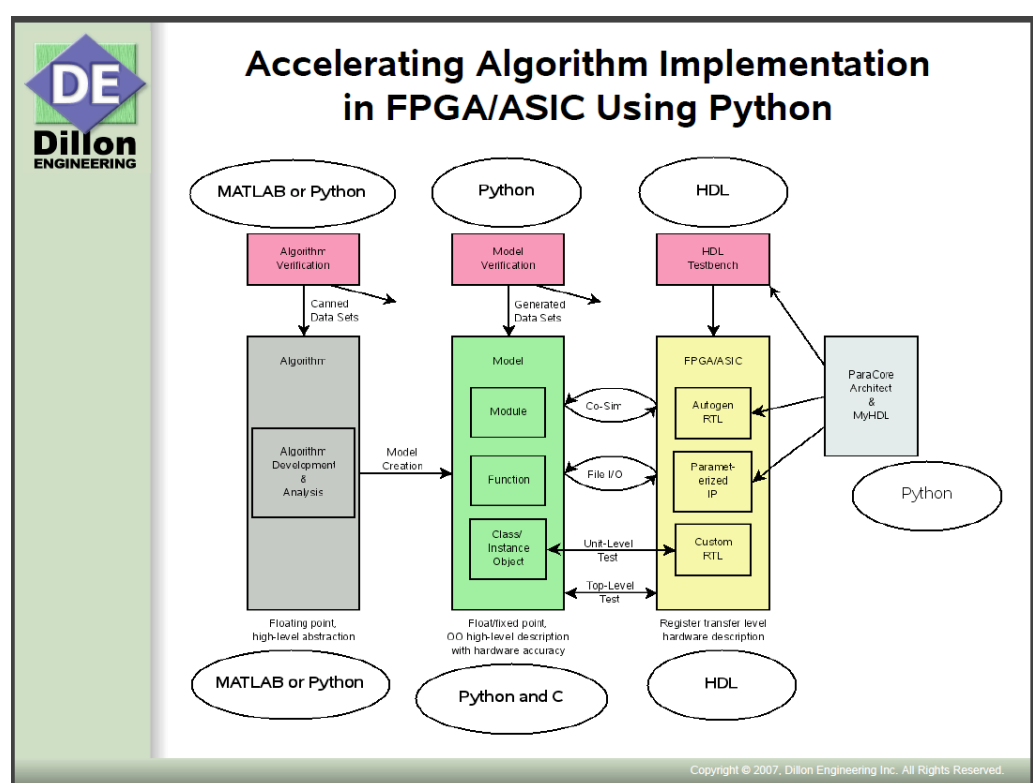 DE
Dillon
ENGINEERING
Accelerating Algorithm Implementation
in FPGA/ASIC Using Python
MATLAB or Python
Python
HDL
Algorithm
Verification
Model
Verification
HDL
Testbench
Canned
Data Sets
Generated
Data Sets
Algorithm
Algorithm
Development
&
Analysis
Model
Creation
Model
Module
Function
Class/
Instance
Object
Co-Sim
File I/O
Unit-Level
Test
Top-Level
Test
FPGA/ASIC
Autogen
RTL
Paramet-
erized
IP
Custom
RTL
ParaCore
Architect
&
MyHDL
Python
Floating point,
high-level abstraction
Float/fixed point,
OO high-level description
with hardware accuracy
Register transfer level
hardware description
MATLAB or Python
Python and C
HDL
Copyright © 2007, Dillon Engineering Inc. All Rights Reserved.